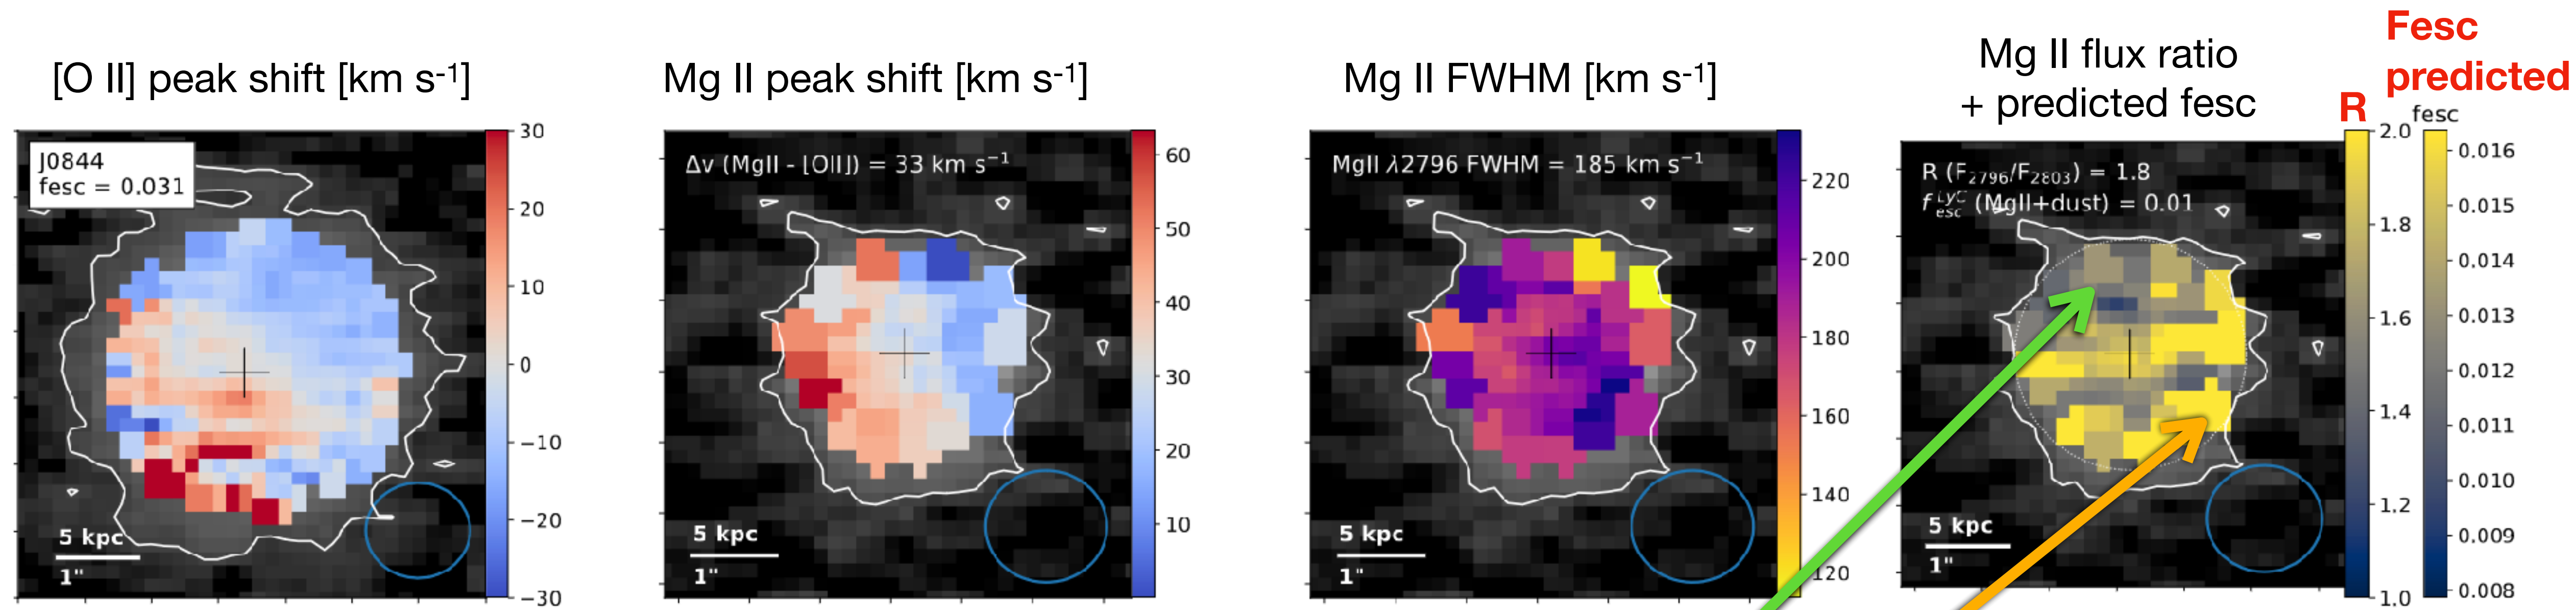 [O II] peak shift [km s-1]
J0844
fesc = 0.031
5 kpc
1"
30
20
10
0
−10
−20
−30
Mg II peak shift [km s-1]
Δv (MgII - [OII]) = 33 km s⁻¹
5 kpc
1"
60
50
40
30
20
10
Mg II FWHM [km s-1]
MgII λ2796 FWHM = 185 km s⁻¹
5 kpc
1"
220
200
180
160
140
120
Mg II flux ratio
+ predicted fesc
R (F₂₇₉₆/F₂₈₀₃) = 1.8
f esc LyC (MgII+dust) = 0.01
5 kpc
1"
R
2.0
1.8
1.6
1.4
1.2
1.0
Fesc
predicted
fesc
0.016
0.015
0.014
0.013
0.012
0.011
0.010
0.009
0.008